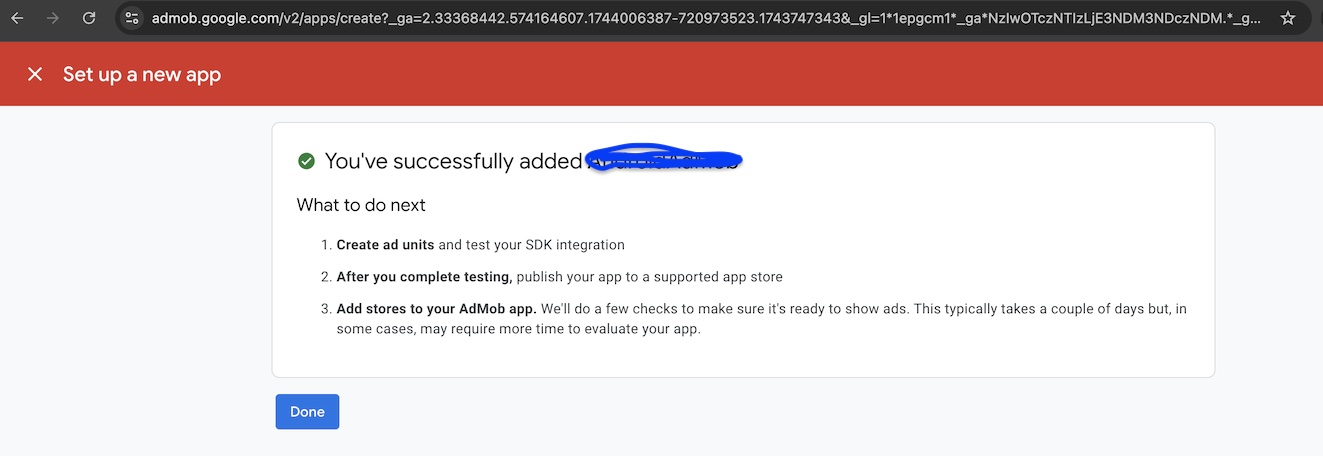 admob.google.com/v2/apps/create?_ga=2.33368442.574164607.1744006387-720973523.1743747343&_gl=1*1epgcm1*_ga*NzIwOTczNTIzLjE3NDM3NDczNDM.*_g...
Set up a new app
You've successfully added
What to do next
1. Create ad units and test your SDK integration
2. After you complete testing, publish your app to a supported app store
3. Add stores to your AdMob app. We'll do a few checks to make sure it's ready to show ads. This typically takes a couple of days but, in
some cases, may require more time to evaluate your app.
Done